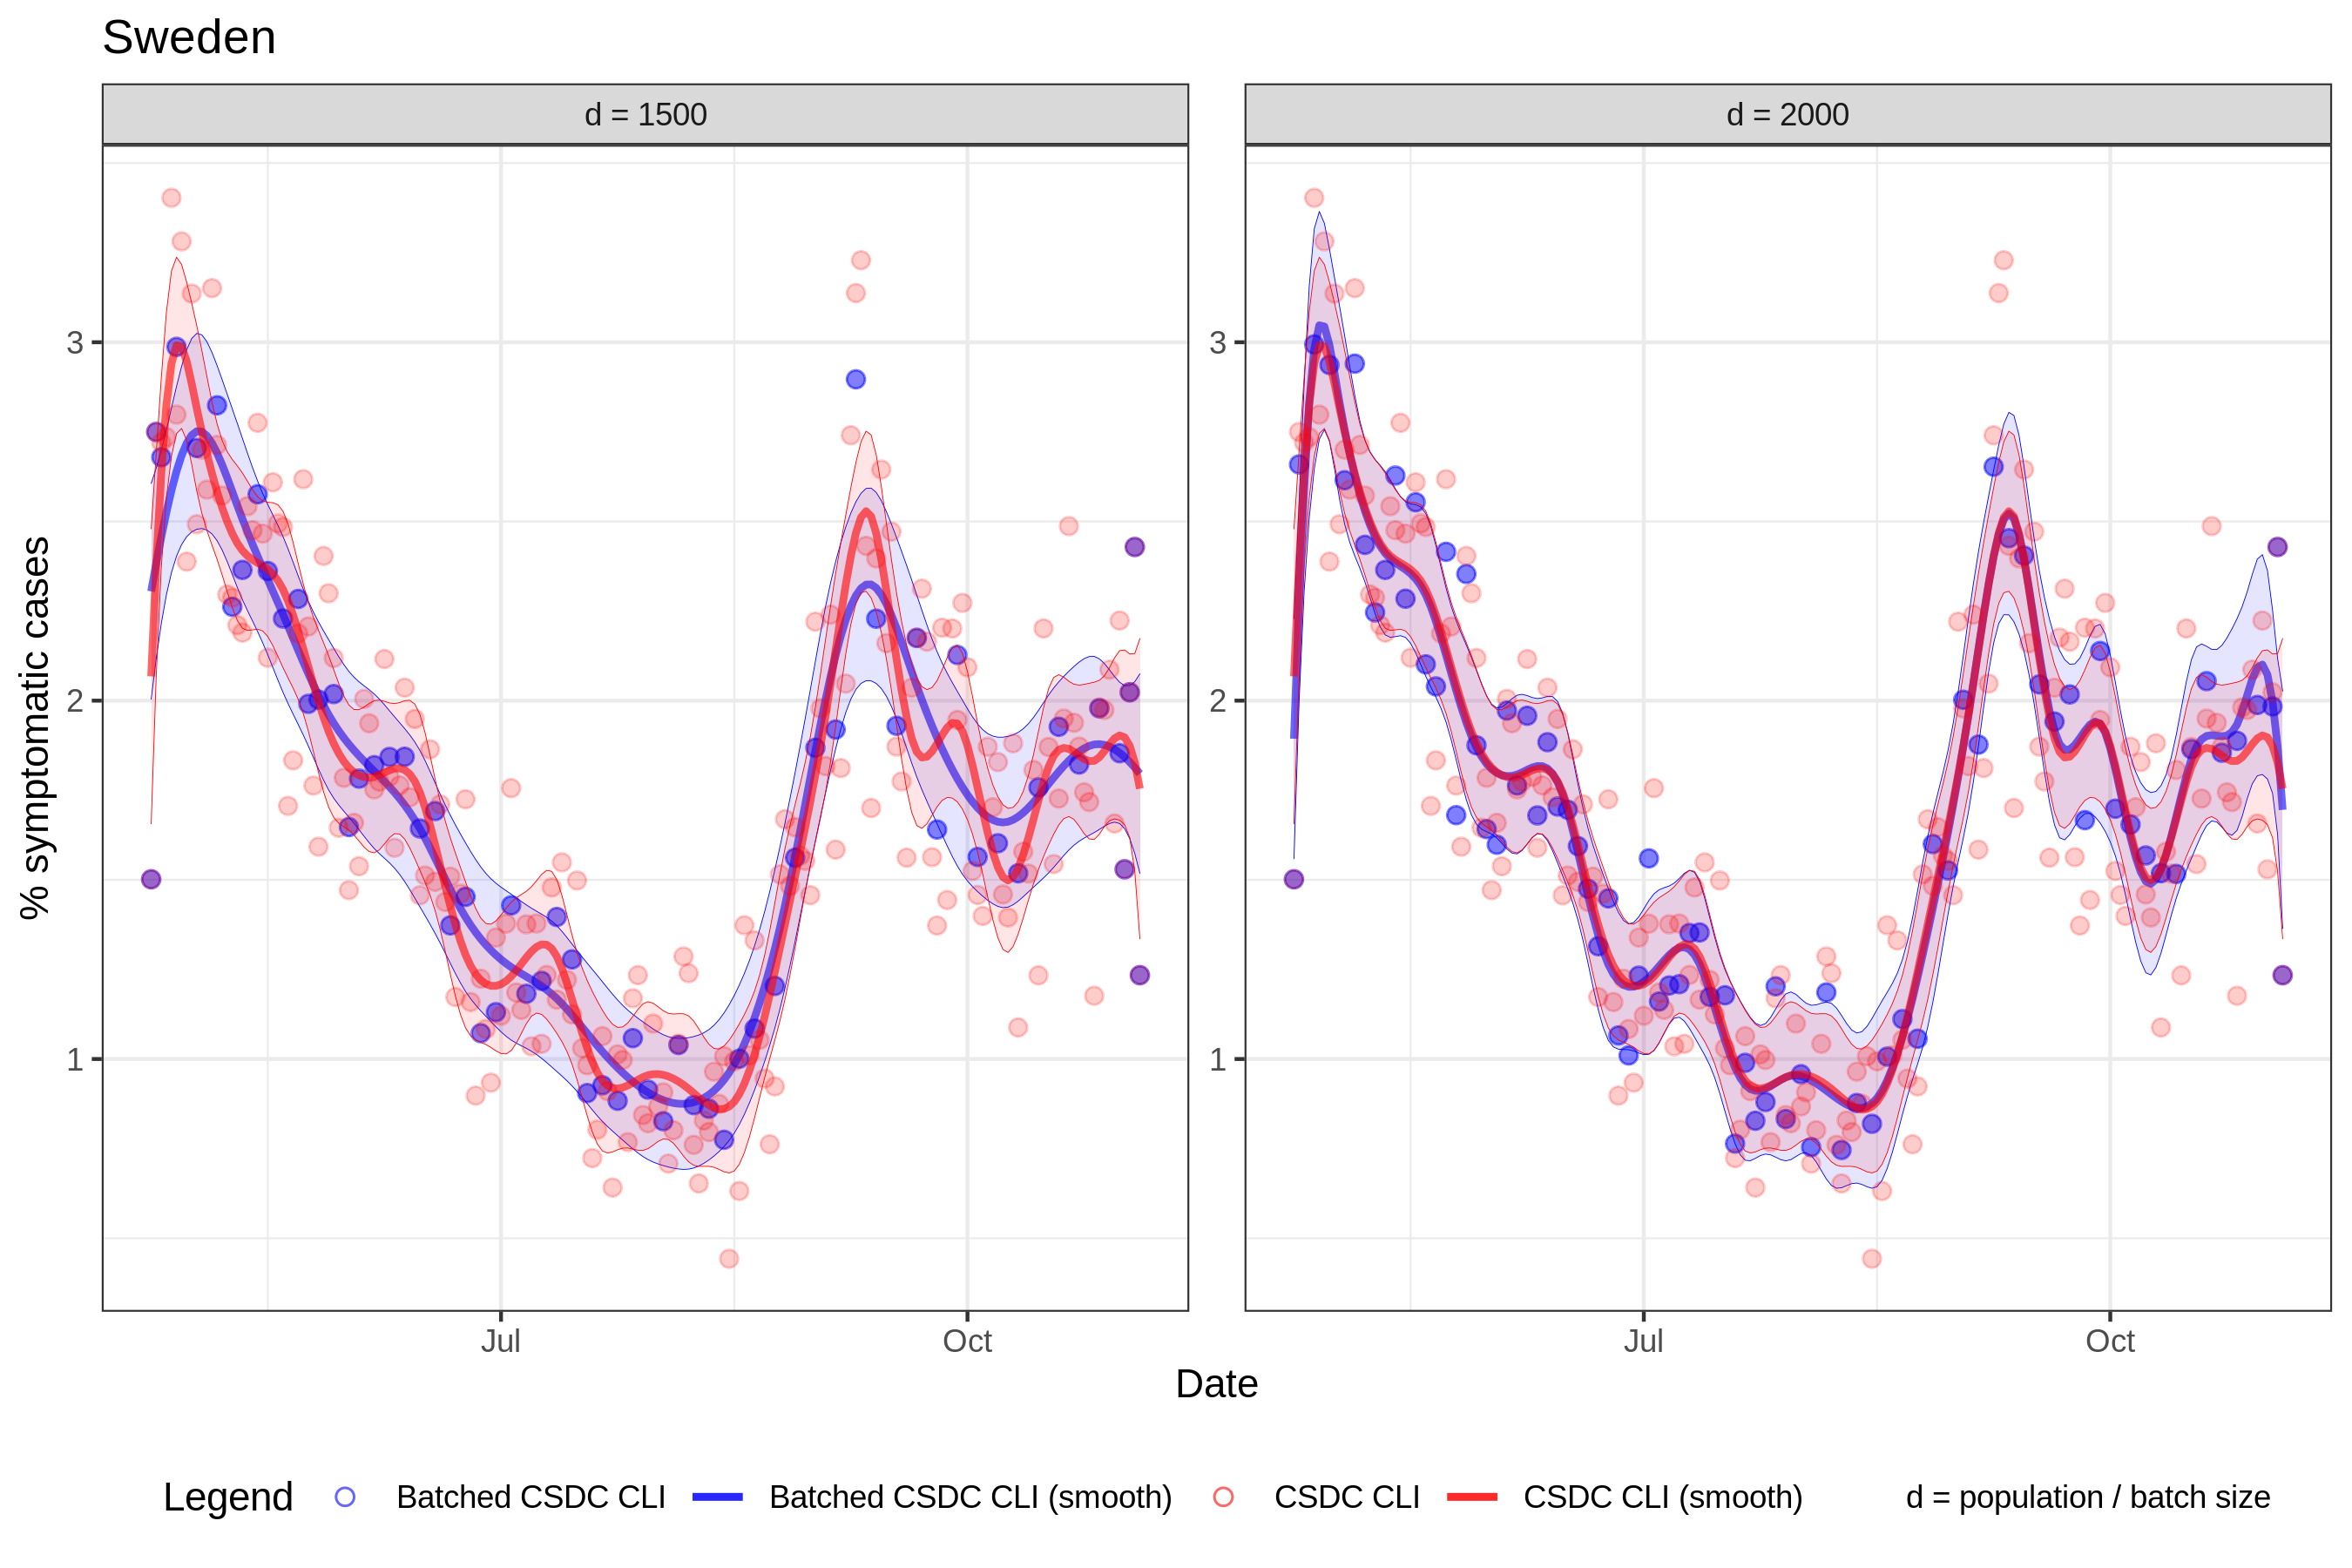 Sweden
d = 1500
d = 2000
% symptomatic cases
3
2
1
3
2
1
Jul
Oct
Jul
Oct
Date
Legend Batched CSDC CLI Batched CSDC CLI (smooth) CSDC CLI CSDC CLI (smooth) d = population / batch size